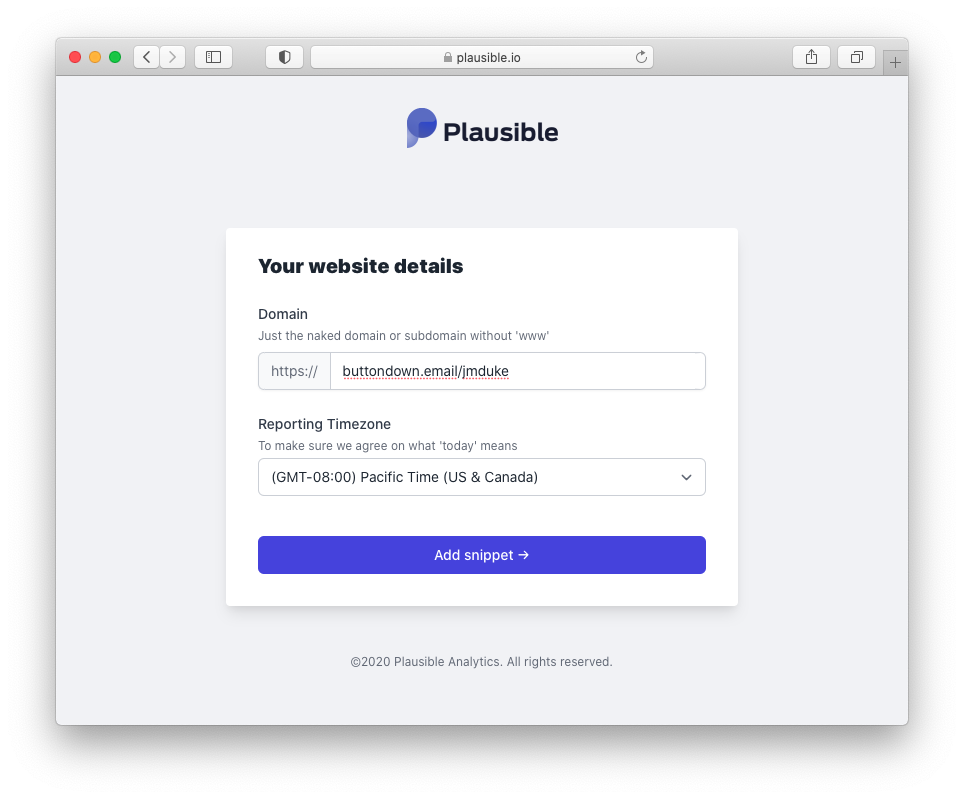 plausible.io
Plausible
Your website details
Domain
Just the naked domain or subdomain without 'www'
https:// buttondown.email/jmduke
Reporting Timezone
To make sure we agree on what 'today' means
(GMT-08:00) Pacific Time (US & Canada)
Add snippet →
©2020 Plausible Analytics. All rights reserved.